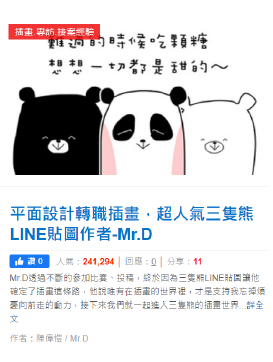 插畫.專訪.接案經驗
難過的時候吃顆糖
想想一切都是甜的～
平面設計轉職插畫，超人氣三隻熊
LINE貼圖作者-Mr.D
讚 0 人氣：241,294 | 回應：0 | 分享：11
Mr.D透過不斷的參加比賽、投稿，終於因為三隻熊LINE貼圖讓他
確定了插畫這條路，他說唯有在插畫的世界裡，才是支持我忘掉煩
憂向前走的動力，接下來我們就一起進入三隻熊的插畫世界...詳全
文
作者：陳偉愷 / Mr.D